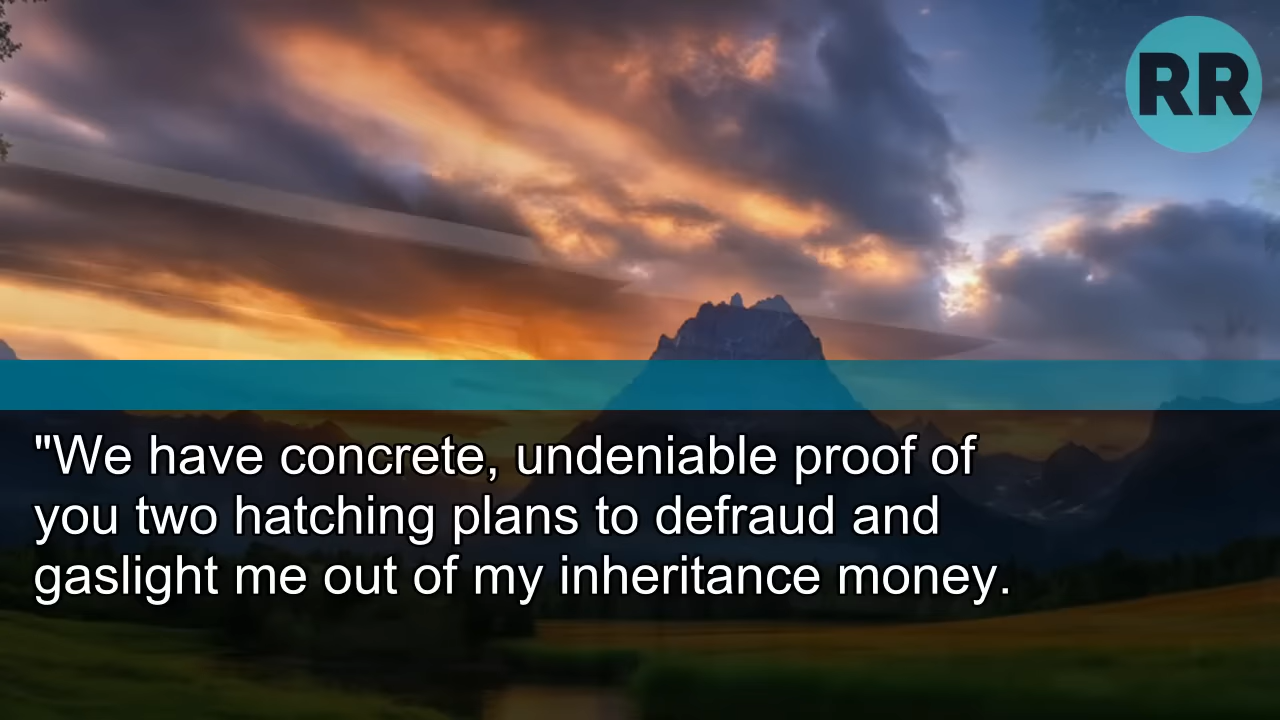 RR
"We have concrete, undeniable proof of
you two hatching plans to defraud and
gaslight me out of my inheritance money.